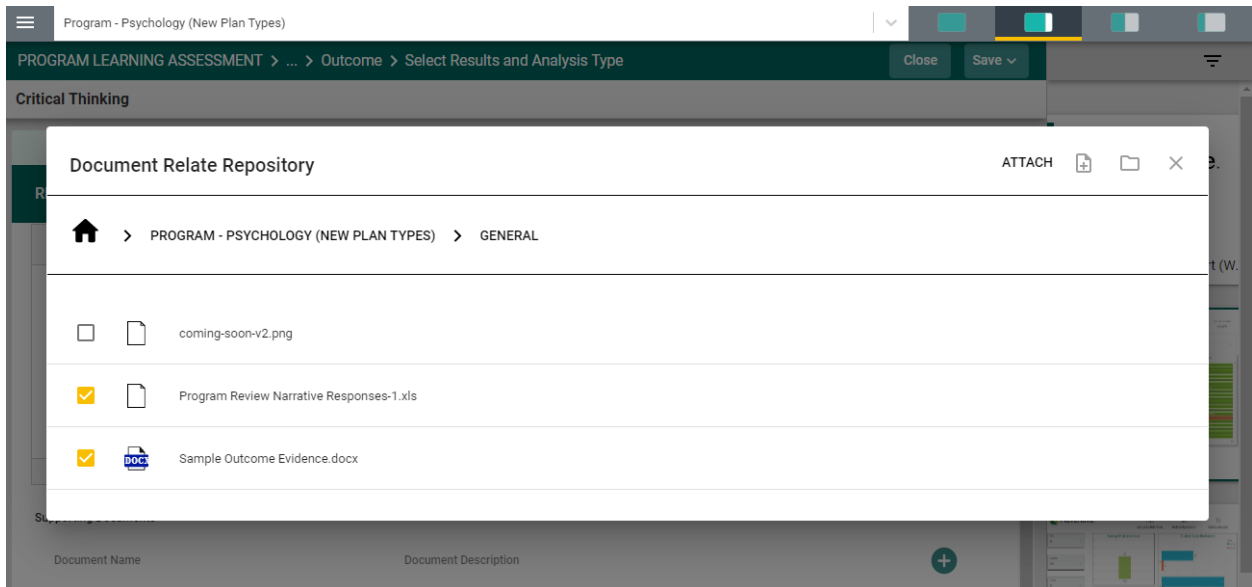 Program - Psychology (New Plan Types)
PROGRAM LEARNING ASSESSMENT > ... > Outcome > Select Results and Analysis Type
Close
Save
Critical Thinking
Document Relate Repository
ATTACH
PROGRAM - PSYCHOLOGY (NEW PLAN TYPES) > GENERAL
coming-soon-v2.png
Program Review Narrative Responses-1.xls
DOCX
Sample Outcome Evidence.docx
Document Name
Document Description